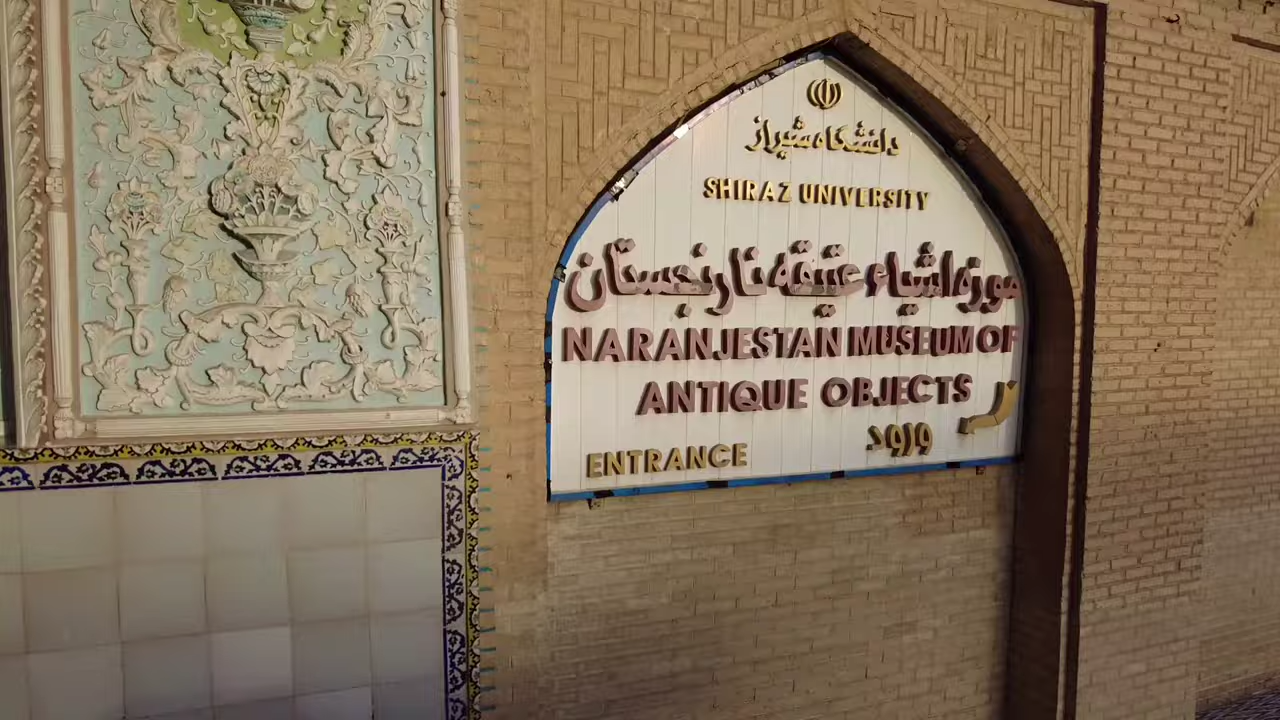 دانشگاه شیراز
SHIRAZ UNIVERSITY
موزه اشیاء عتیقه نارنجستان
NARANJESTAN MUSEUM OF
ANTIQUE OBJECTS
ورود
ENTRANCE